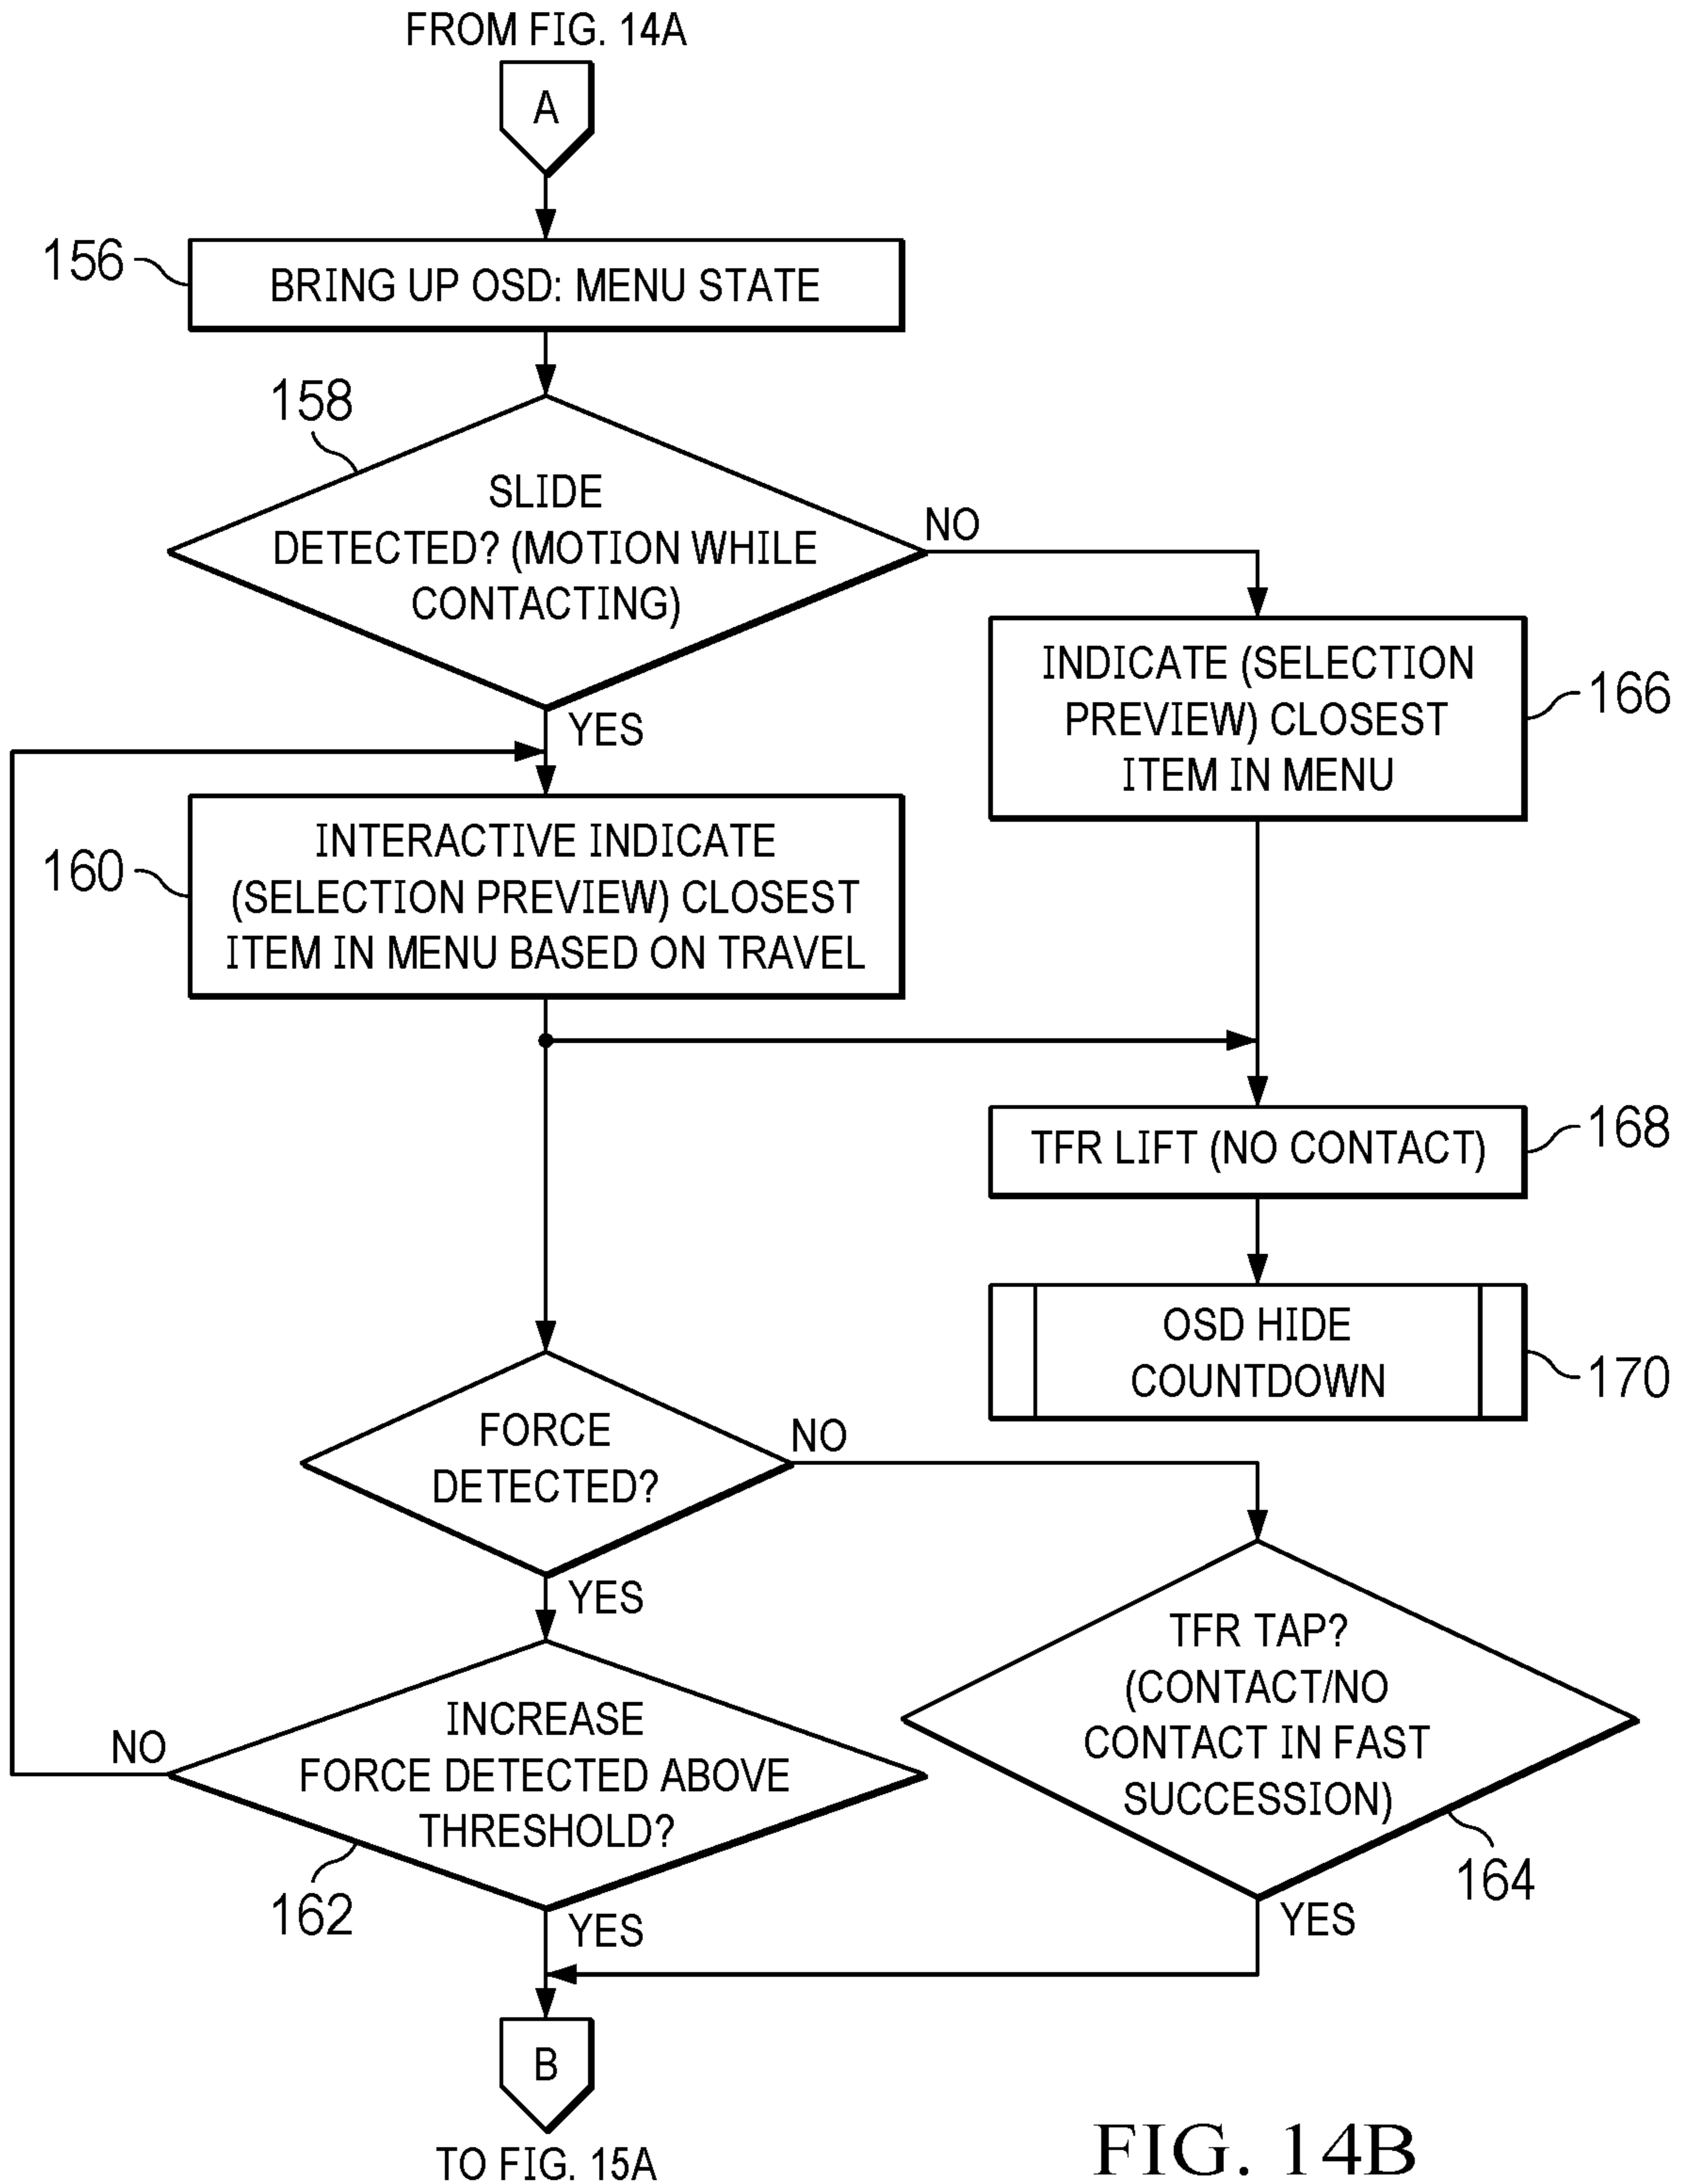 FROM FIG. 14A
A
156
BRING UP OSD: MENU STATE
158
SLIDE
DETECTED? (MOTION WHILE
CONTACTING)
NO
YES
INDICATE (SELECTION
PREVIEW) CLOSEST
ITEM IN MENU
166
160
INTERACTIVE INDICATE
(SELECTION PREVIEW) CLOSEST
ITEM IN MENU BASED ON TRAVEL
TFR LIFT (NO CONTACT)
168
OSD HIDE
COUNTDOWN
170
FORCE
DETECTED?
NO
YES
TFR TAP?
(CONTACT/NO
CONTACT IN FAST
SUCCESSION)
164
YES
INCREASE
FORCE DETECTED ABOVE
THRESHOLD?
NO
162
YES
B
TO FIG. 15A
FIG. 14B